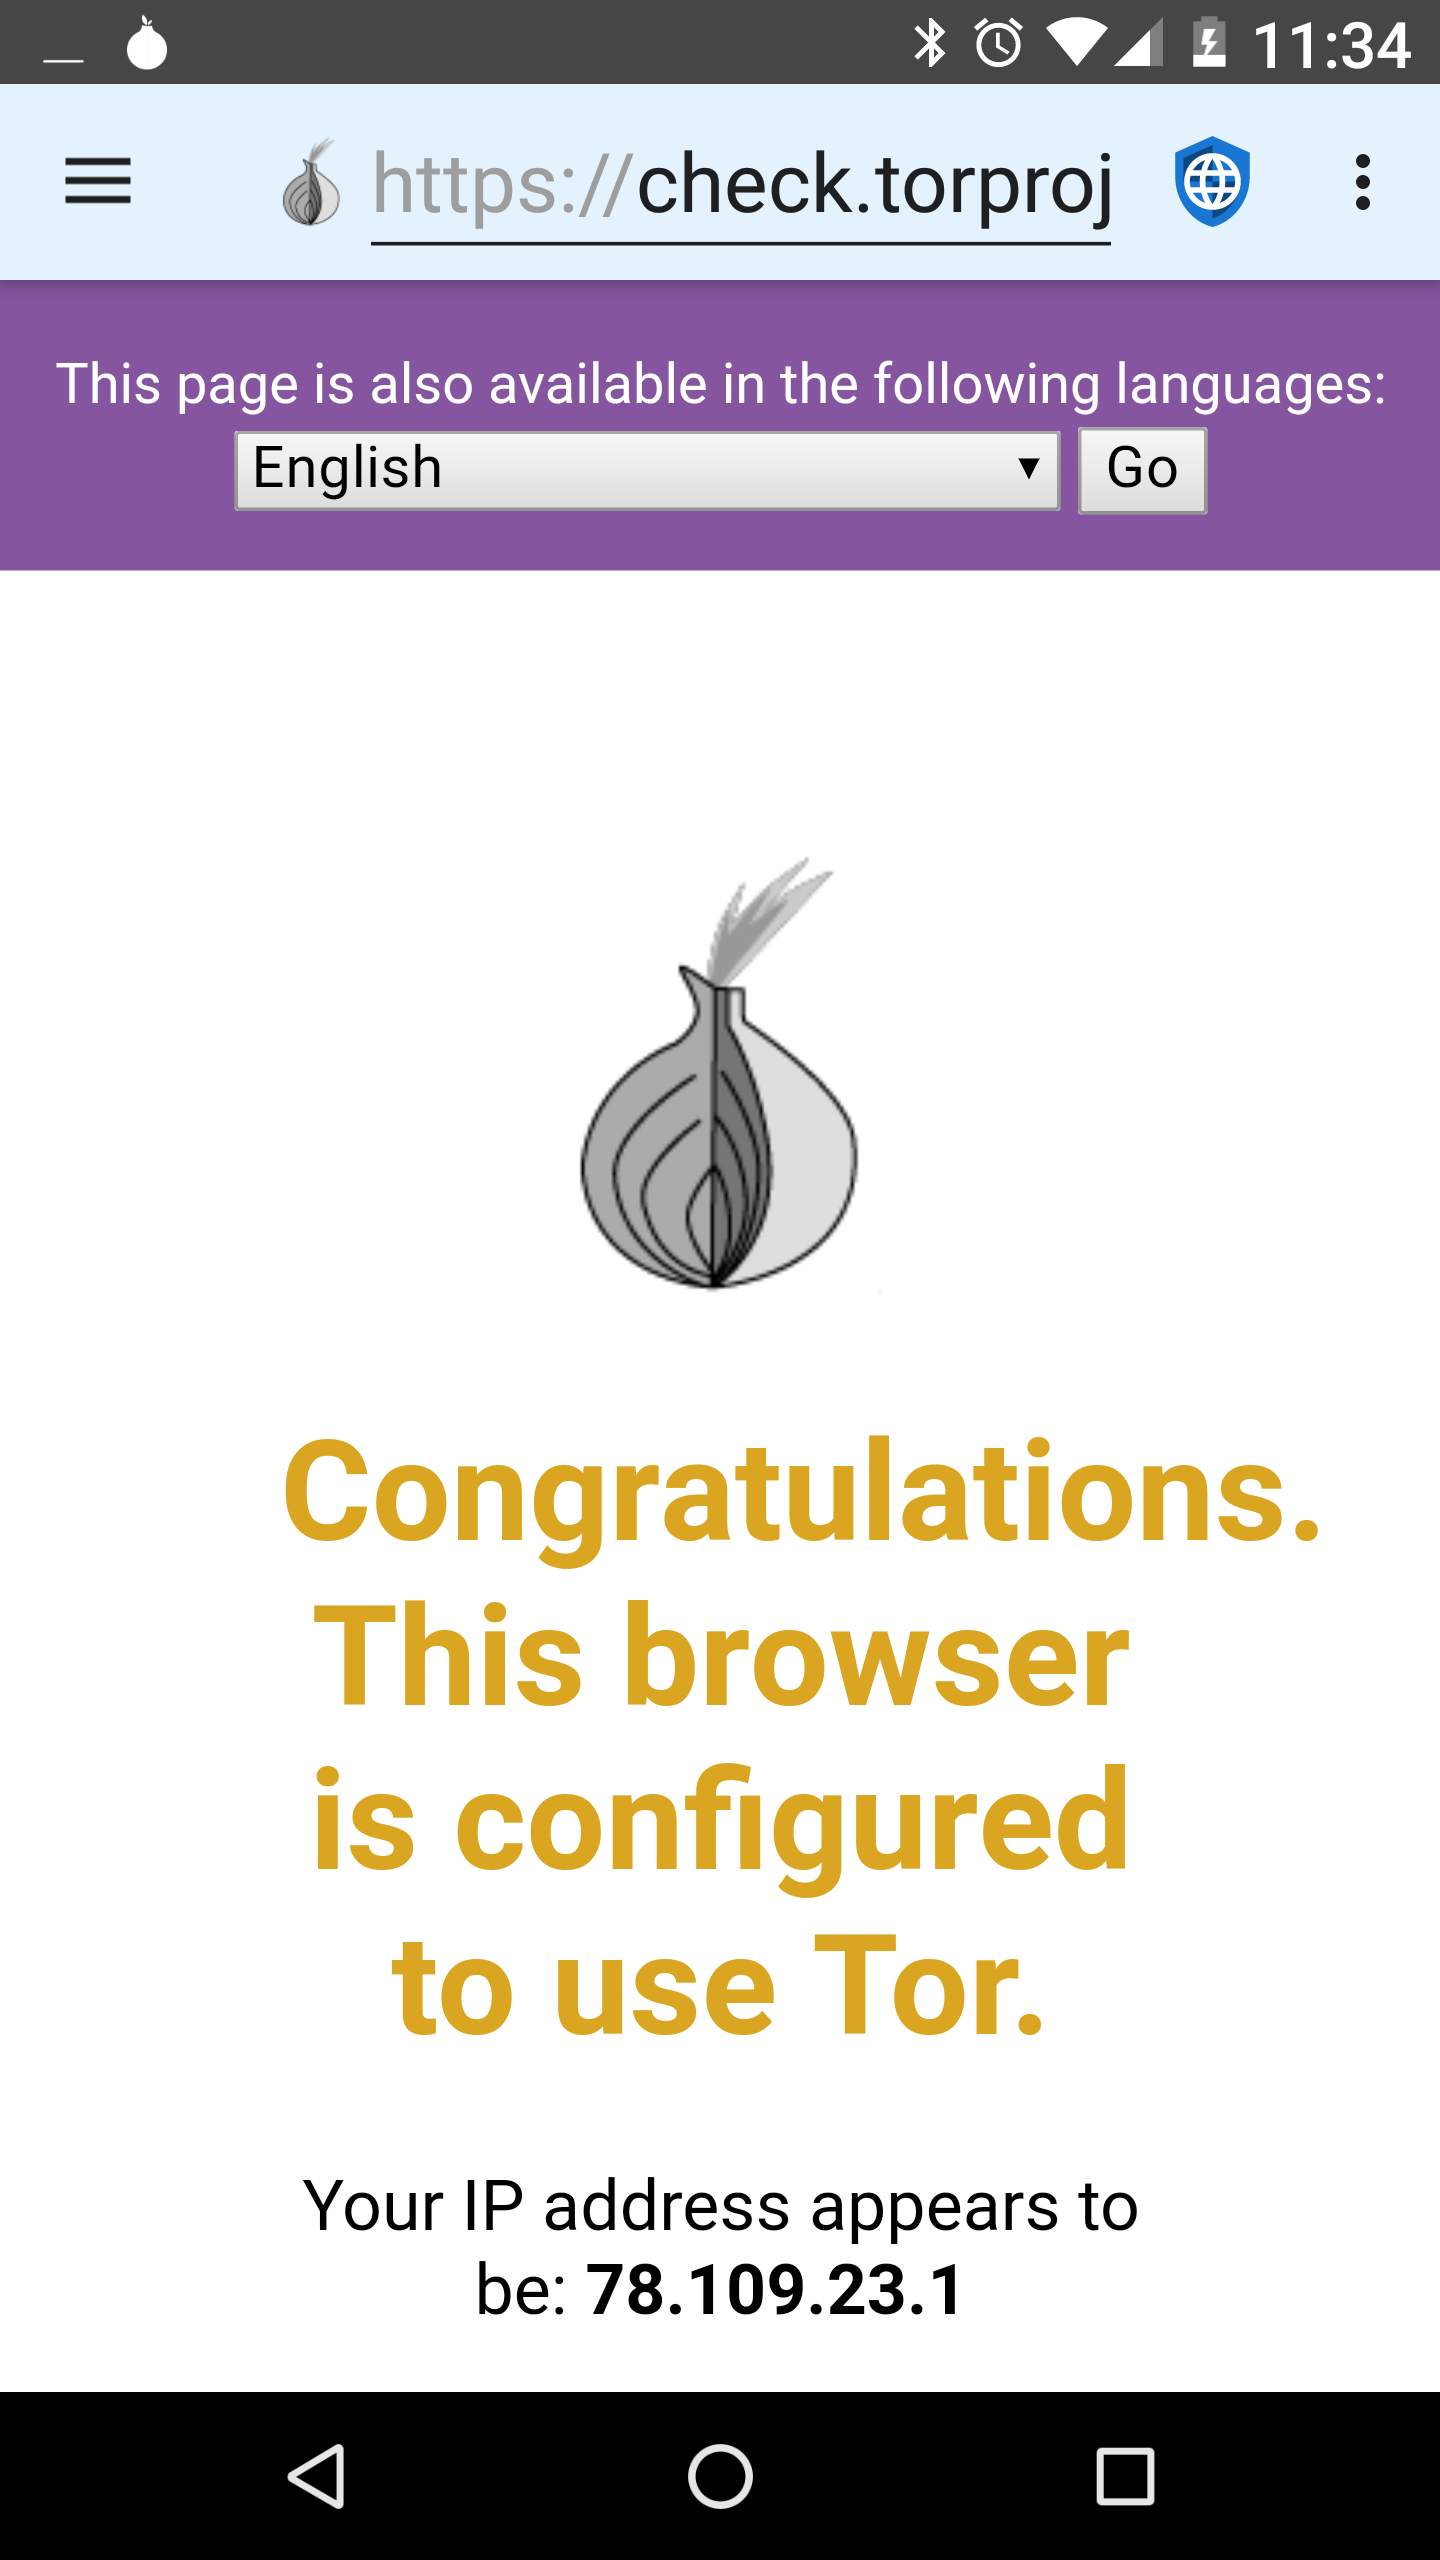 11:34
https://check.torproj
This page is also available in the following languages:
English
Go
Congratulations.
This browser
is configured
to use Tor.
Your IP address appears to
be: 78.109.23.1